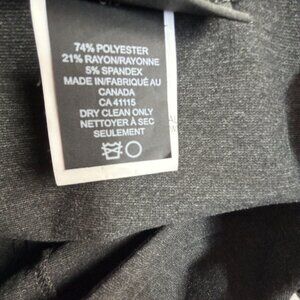 74% POLYESTER
21% RAYON/RAYONNE
5% SPANDEX
MADE IN/FABRIQUÉ AU
CANADA
CA 41115
DRY CLEAN ONLY
NETTOYER À SEC
SEULEMENT